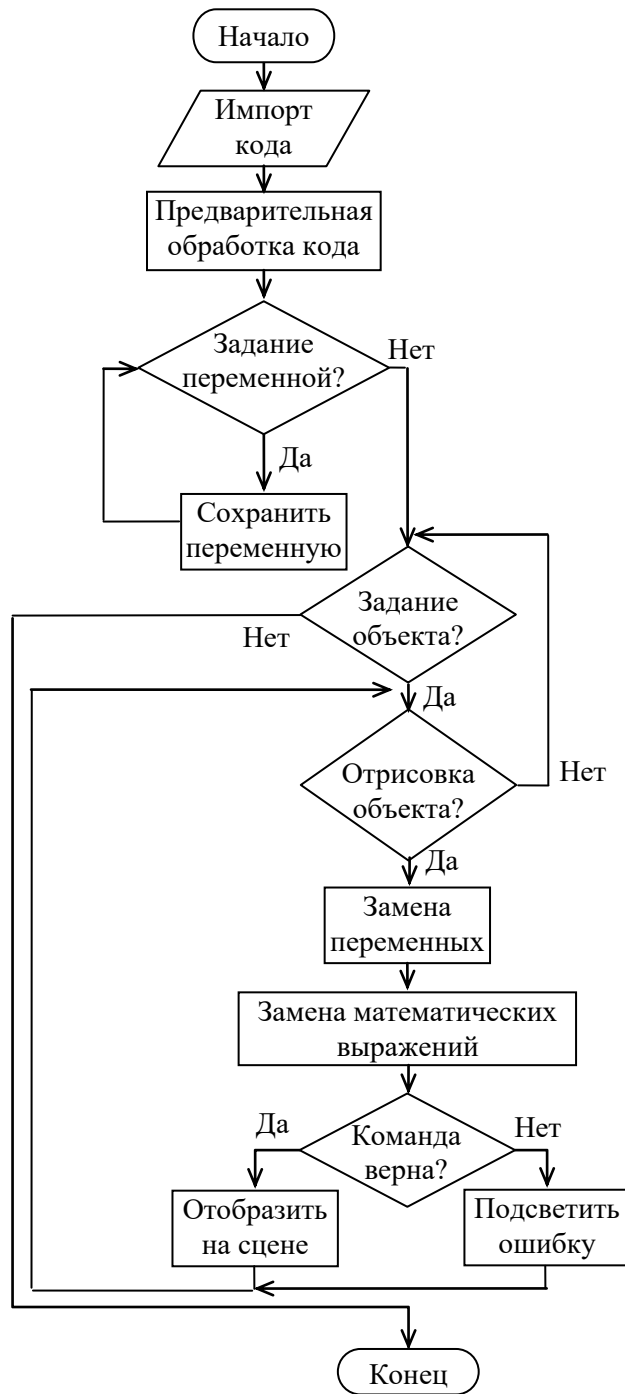 Начало
Импорт
кода
Предварительная
обработка кода
Задание
переменной?
Нет
Да
Сохранить
переменную
Задание
объекта?
Нет
Да
Отрисовка
объекта?
Нет
Да
Замена
переменных
Замена математических
выражений
Да
Команда
верна?
Нет
Отобразить
на сцене
Подсветить
ошибку
Конец